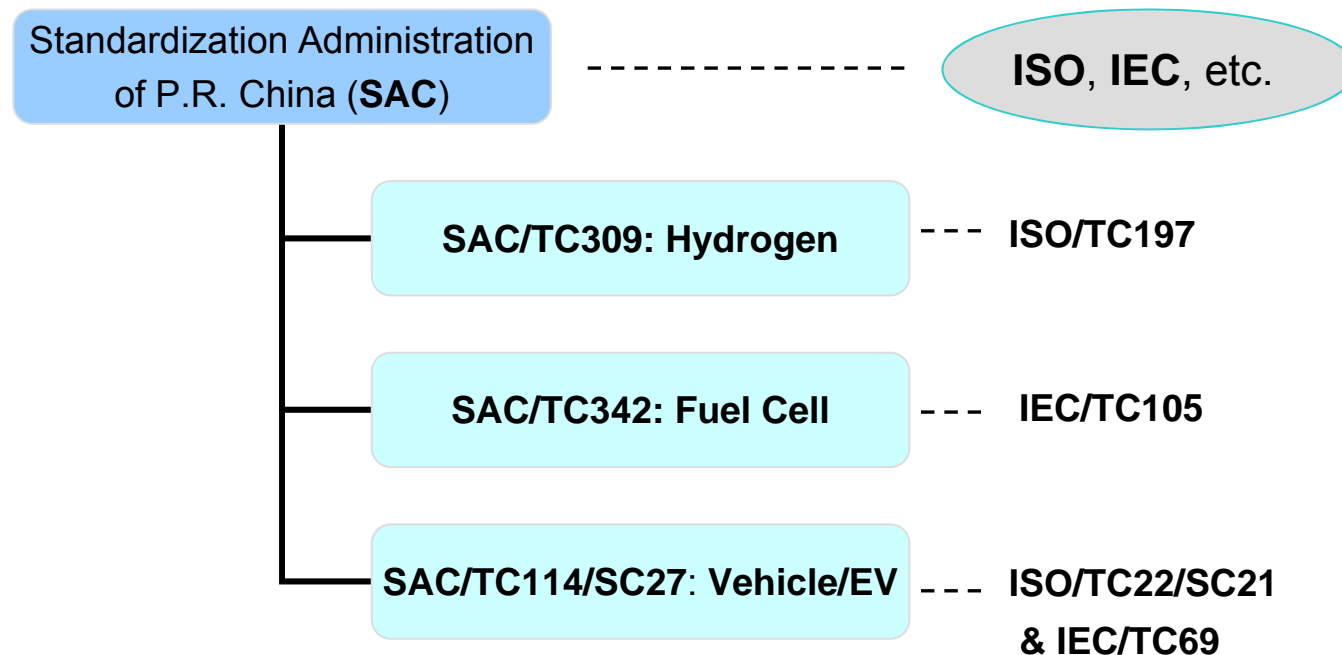 Standardization Administration
of P.R. China (SAC)
ISO, IEC, etc.
SAC/TC309: Hydrogen
ISO/TC197
SAC/TC342: Fuel Cell
IEC/TC105
SAC/TC114/SC27: Vehicle/EV
ISO/TC22/SC21
& IEC/TC69